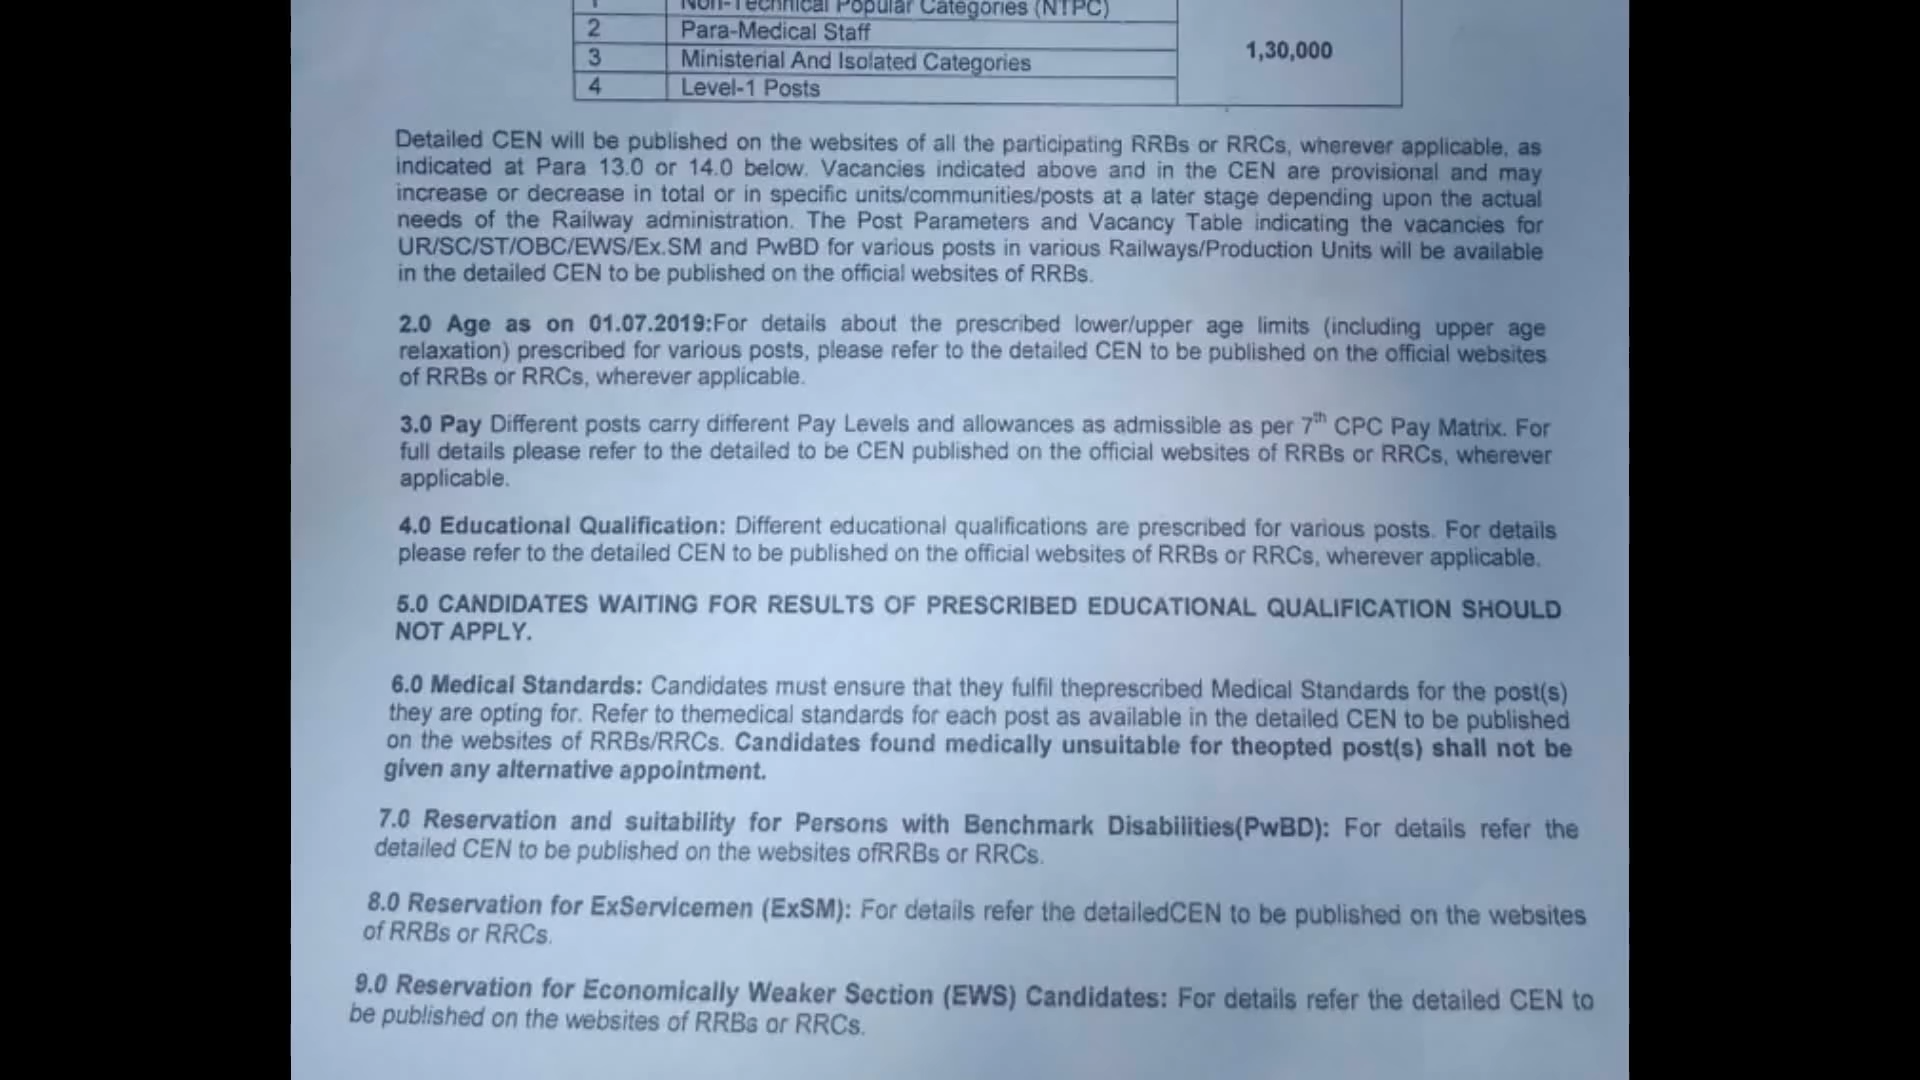 1 Non-Technical Popular Categories (NTPC)
2 Para-Medical Staff
3 Ministerial And Isolated Categories
1,30,000
4 Level-1 Posts
Detailed CEN will be published on the websites of all the participating RRBs or RRCs, wherever applicable, as
indicated at Para 13.0 or 14.0 below. Vacancies indicated above and in the CEN are provisional and may
increase or decrease in total or in specific units/communities/posts at a later stage depending upon the actual
needs of the Railway administration. The Post Parameters and Vacancy Table indicating the vacancies for
UR/SC/ST/OBC/EWS/Ex.SM and PwBD for various posts in various Railways/Production Units will be available
in the detailed CEN to be published on the official websites of RRBs.
2.0 Age as on 01.07.2019:For details about the prescribed lower/upper age limits (including upper age
relaxation) prescribed for various posts, please refer to the detailed CEN to be published on the official websites
of RRBs or RRCs, wherever applicable.
3.0 Pay Different posts carry different Pay Levels and allowances as admissible as per 7th CPC Pay Matrix. For
full details please refer to the detailed to be CEN published on the official websites of RRBs or RRCs, wherever
applicable.
4.0 Educational Qualification: Different educational qualifications are prescribed for various posts. For details
please refer to the detailed CEN to be published on the official websites of RRBs or RRCs, wherever applicable.
5.0 CANDIDATES WAITING FOR RESULTS OF PRESCRIBED EDUCATIONAL QUALIFICATION SHOULD
NOT APPLY.
6.0 Medical Standards: Candidates must ensure that they fulfil theprescribed Medical Standards for the post(s)
they are opting for. Refer to themedical standards for each post as available in the detailed CEN to be published
on the websites of RRBs/RRCs. Candidates found medically unsuitable for theopted post(s) shall not be
given any alternative appointment.
7.0 Reservation and suitability for Persons with Benchmark Disabilities(PwBD): For details refer the
detailed CEN to be published on the websites ofRRBs or RRCs.
8.0 Reservation for ExServicemen (ExSM): For details refer the detailedCEN to be published on the websites
of RRBs or RRCs.
9.0 Reservation for Economically Weaker Section (EWS) Candidates: For details refer the detailed CEN to
be published on the websites of RRBs or RRCs.